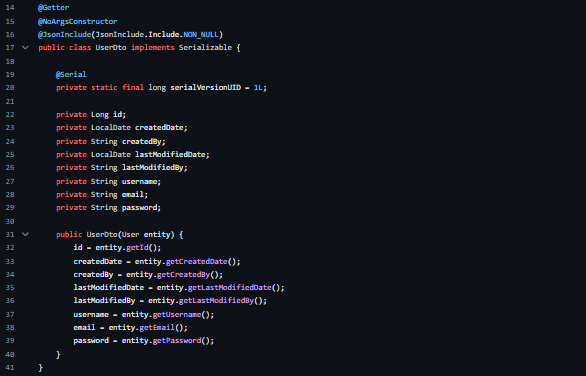 14 @Getter
15 @NoArgsConstructor
16 @JsonInclude(JsonInclude.Include.NON_NULL)
17 public class UserDto implements Serializable {
18
19     @Serial
20     private static final long serialVersionUID = 1L;
21
22     private Long id;
23     private LocalDate createdDate;
24     private String createdBy;
25     private LocalDate lastModifiedDate;
26     private String lastModifiedBy;
27     private String username;
28     private String email;
29     private String password;
30
31     public UserDto(User entity) {
32         id = entity.getId();
33         createdDate = entity.getCreatedDate();
34         createdBy = entity.getCreatedBy();
35         lastModifiedDate = entity.getLastModifiedDate();
36         lastModifiedBy = entity.getLastModifiedBy();
37         username = entity.getUsername();
38         email = entity.getEmail();
39         password = entity.getPassword();
40     }
41 }